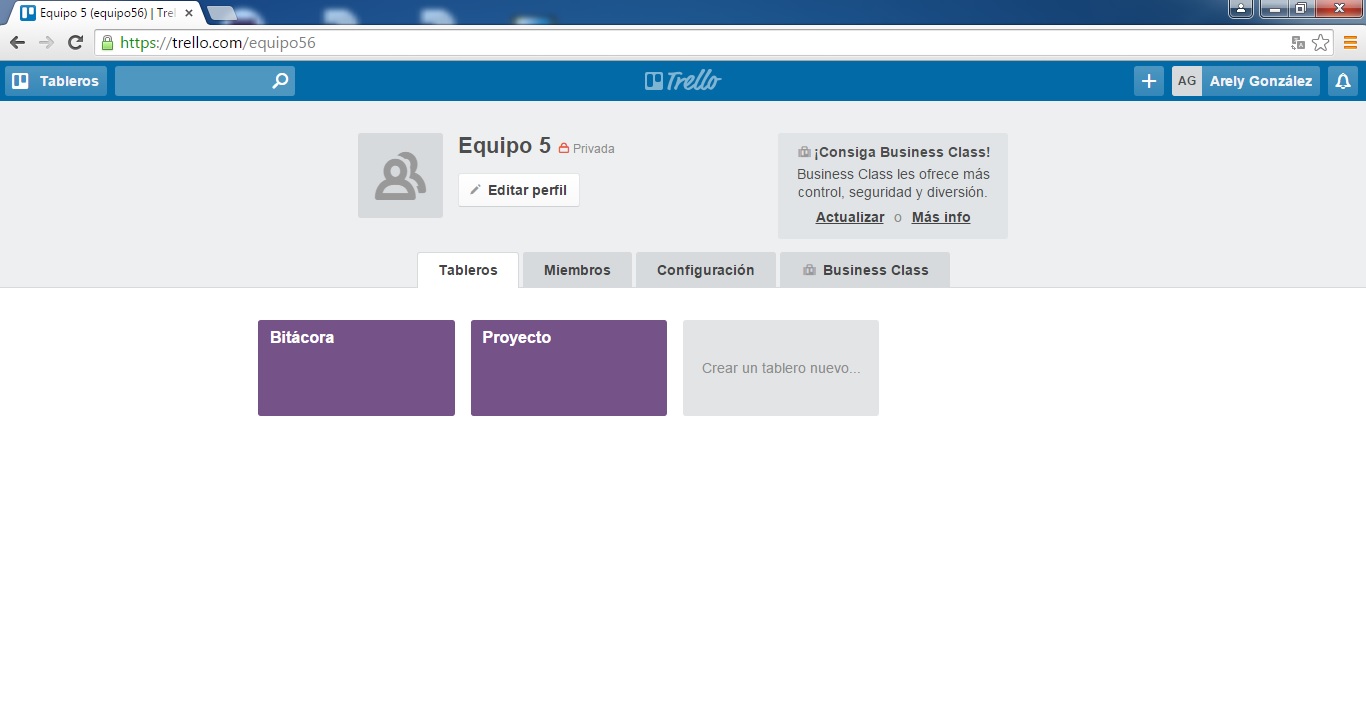 Equipo 5 (equipo56) | Trel
https://trello.com/equipo56
Tableros
Trello
AG
Arely González
Equipo 5
Privada
Editar perfil
¡Consiga Business Class!
Business Class les ofrece más
control, seguridad y diversión.
Actualizar o Más info
Tableros
Miembros
Configuración
Business Class
Bitácora
Proyecto
Crear un tablero nuevo...